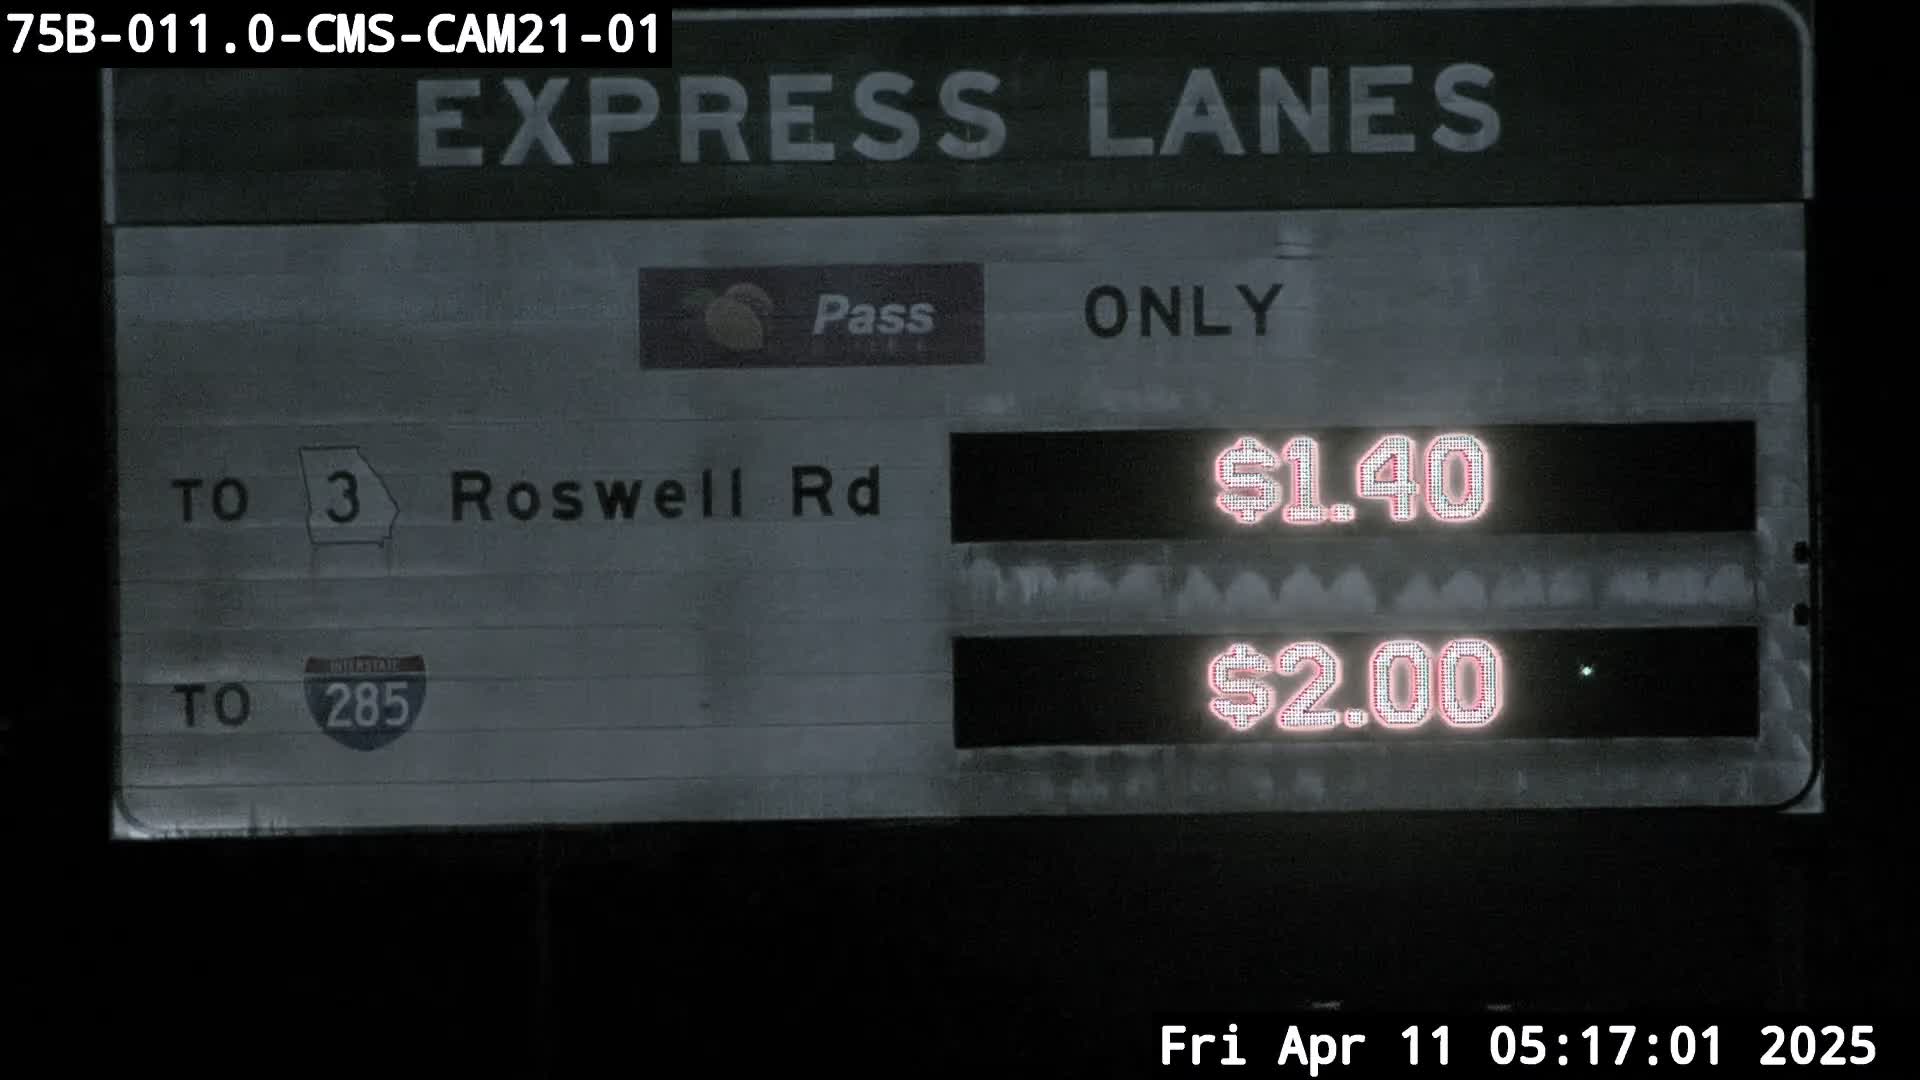 75B-011.0-CMS-CAM21-01
EXPRESS LANES
Pass ONLY
TO 3 Roswell Rd $1.40
INTERSTATE
TO 285 $2.00
Fri Apr 11 05:17:01 2025